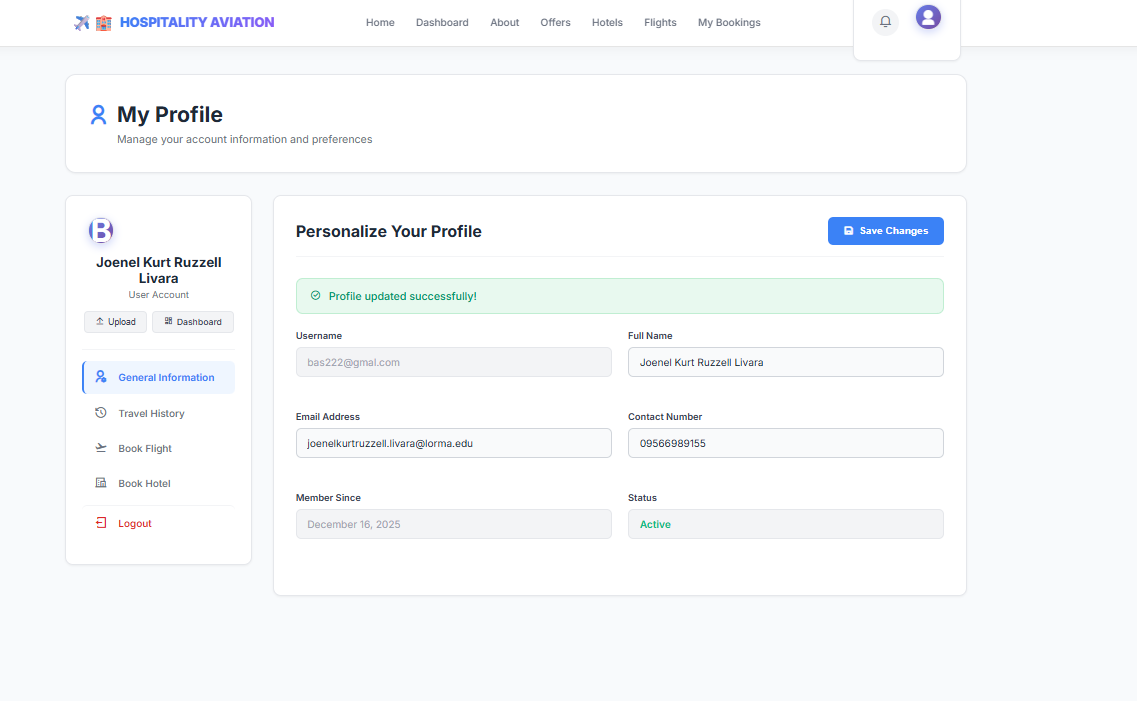 HOSPITALITY AVIATION
Home Dashboard About Offers Hotels Flights My Bookings
My Profile
Manage your account information and preferences
B
Joenel Kurt Ruzzell
Livara
User Account
Upload Dashboard
General Information
Travel History
Book Flight
Book Hotel
Logout
Personalize Your Profile
Save Changes
Profile updated successfully!
Username Full Name
bas222@gmal.com Joenel Kurt Ruzzell Livara
Email Address Contact Number
joenelkurtruzzell.livara@lorma.edu 09566989155
Member Since Status
December 16, 2025 Active